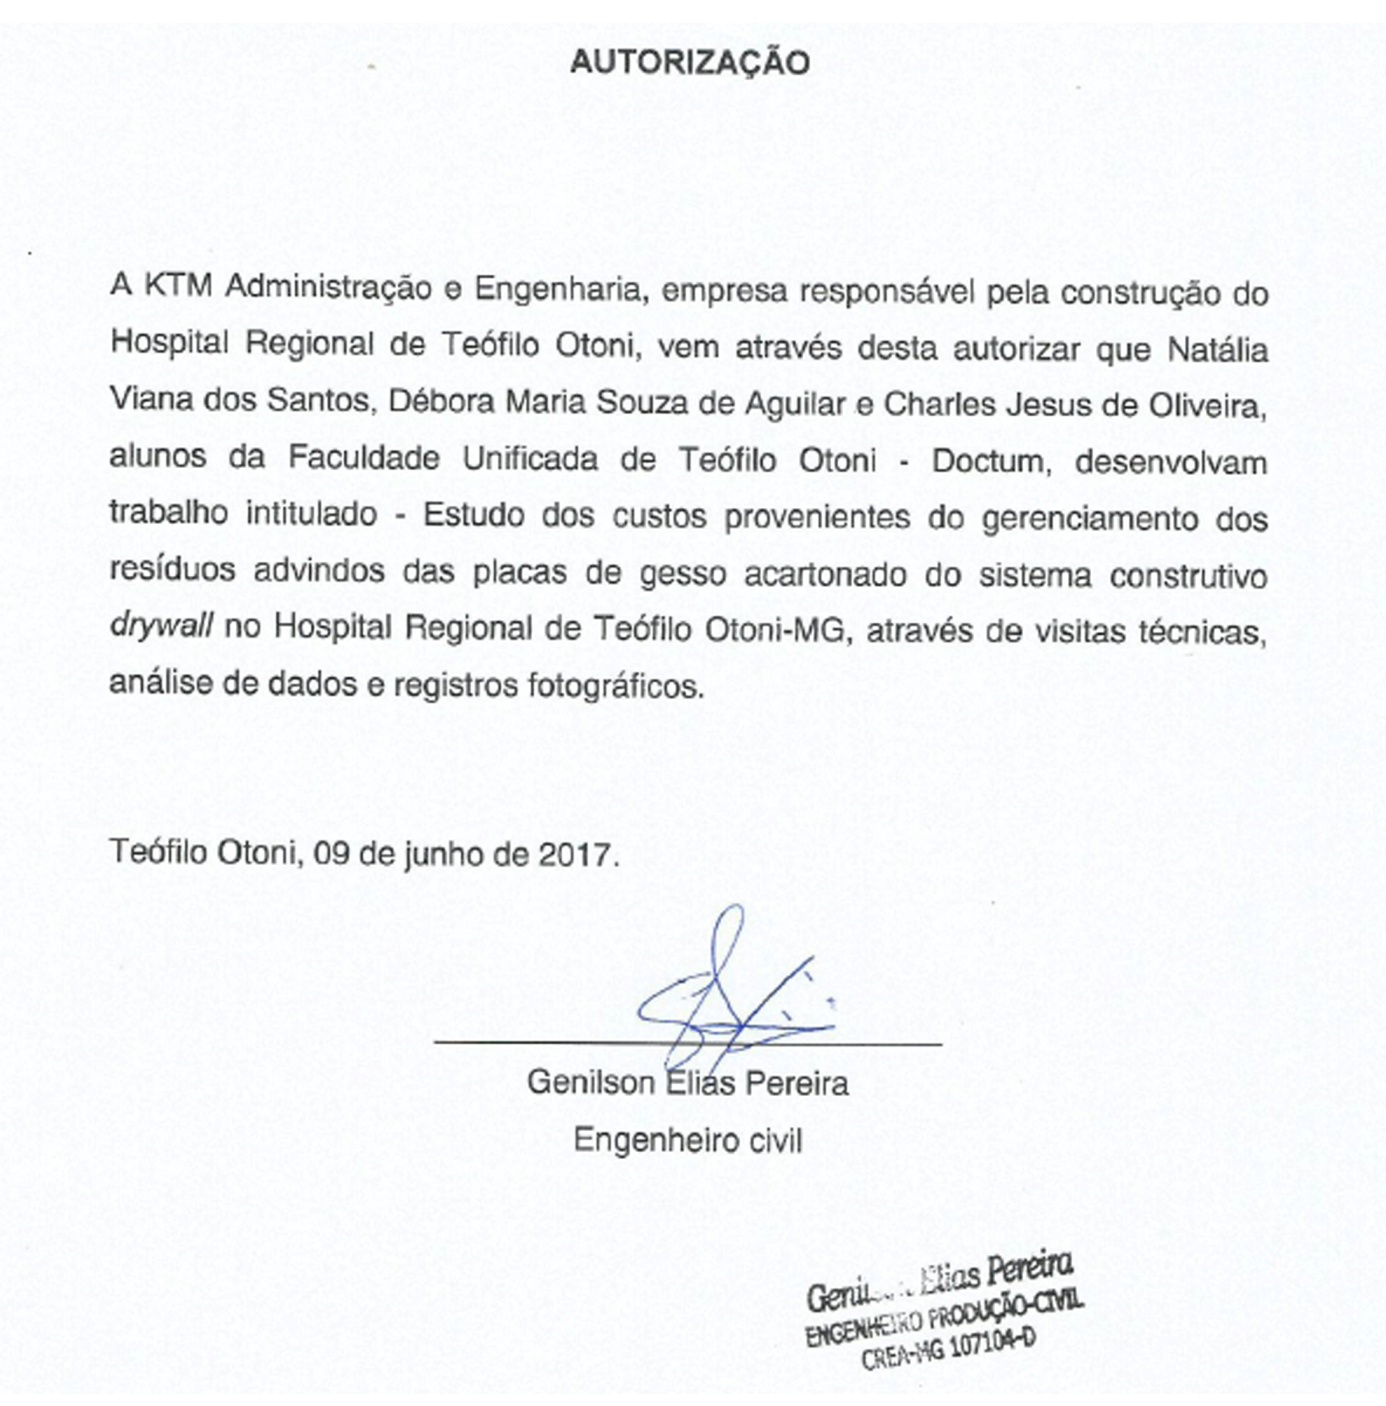 AUTORIZAÇÃO
A KTM Administração e Engenharia, empresa responsável pela construção do
Hospital Regional de Teófilo Otoni, vem através desta autorizar que Natália
Viana dos Santos, Débora Maria Souza de Aguilar e Charles Jesus de Oliveira,
alunos da Faculdade Unificada de Teófilo Otoni - Doctum, desenvolvam
trabalho intitulado - Estudo dos custos provenientes do gerenciamento dos
resíduos advindos das placas de gesso acartonado do sistema construtivo
drywall no Hospital Regional de Teófilo Otoni-MG, através de visitas técnicas,
análise de dados e registros fotográficos.
Teófilo Otoni, 09 de junho de 2017.
Genilson Elias Pereira
Engenheiro civil
Elias Pereira
ENGENHEIRO PRODUÇÃO-CIVIL
CREA-MG 107104-D